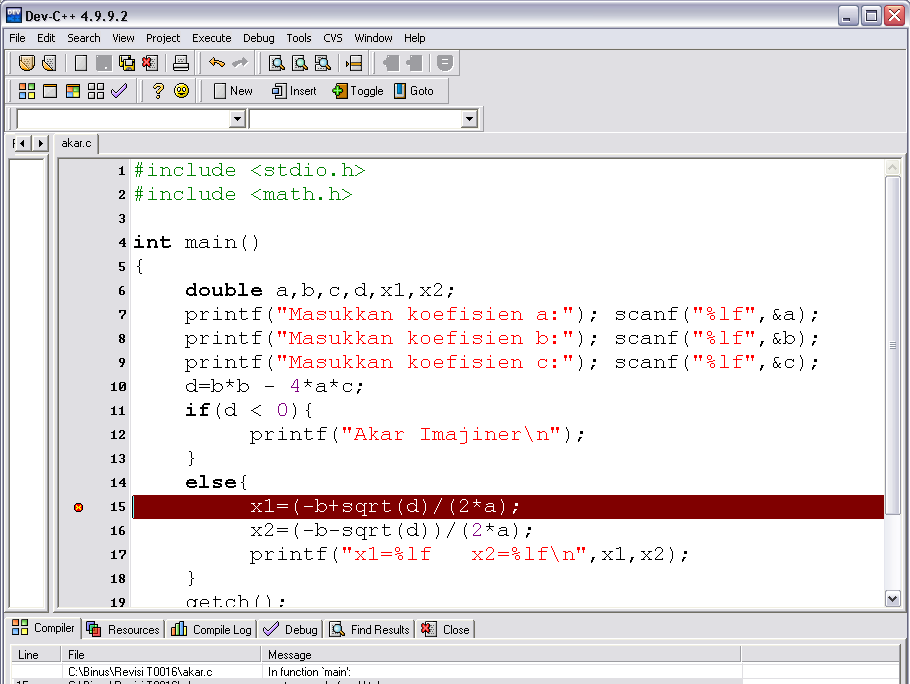 Dev-C++ 4.9.9.2
File Edit Search View Project Execute Debug Tools CVS Window Help
New Insert Toggle Goto
akar.c
1 #include <stdio.h>
2 #include <math.h>
3
4 int main()
5 {
6 double a,b,c,d,x1,x2;
7 printf("Masukkan koefisien a:"); scanf("%lf",&a);
8 printf("Masukkan koefisien b:"); scanf("%lf",&b);
9 printf("Masukkan koefisien c:"); scanf("%lf",&c);
10 d=b*b - 4*a*c;
11 if(d < 0){
12 printf("Akar Imajiner\n");
13 }
14 else{
15 x1=(-b+sqrt(d)/(2*a);
16 x2=(-b-sqrt(d))/(2*a);
17 printf("x1=%lf   x2=%lf\n",x1,x2);
18 }
19 getch();
Compiler Resources Compile Log Debug Find Results Close
Line File Message
C:\Binus\Revisi T0016\akar.c In function `main':